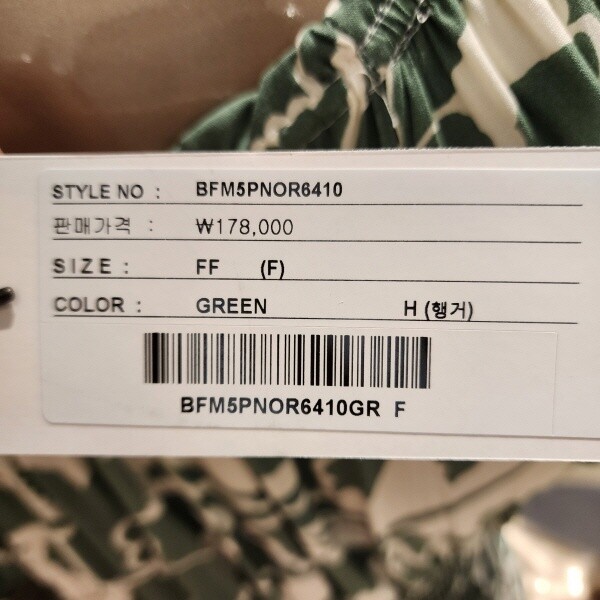 STYLE NO : BFM5PNOR6410
판매가격 : ₩178,000
SIZE : FF (F)
COLOR : GREEN H (행거)
BFM5PNOR6410GR F